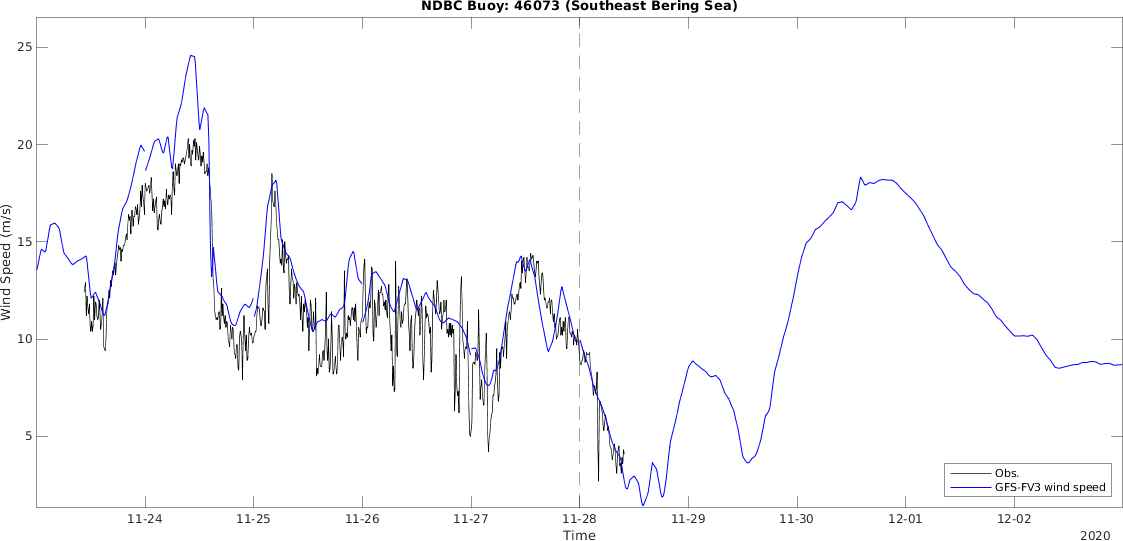 NDBC Buoy: 46073 (Southeast Bering Sea)
25
20
15
10
5
Wind Speed (m/s)
Obs.
GFS-FV3 wind speed
11-24 11-25 11-26 11-27 11-28 11-29 11-30 12-01 12-02
Time
2020